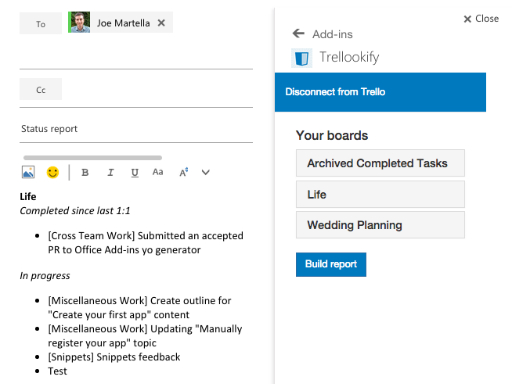 To
Joe Martella ×
Cc
Status report
B I U Aa A
Life
Completed since last 1:1
• [Cross Team Work] Submitted an accepted
PR to Office Add-ins yo generator
In progress
• [Miscellaneous Work] Create outline for
"Create your first app" content
• [Miscellaneous Work] Updating "Manually
register your app" topic
• [Snippets] Snippets feedback
• Test
× Close
← Add-ins
Trellookify
Disconnect from Trello
Your boards
Archived Completed Tasks
Life
Wedding Planning
Build report